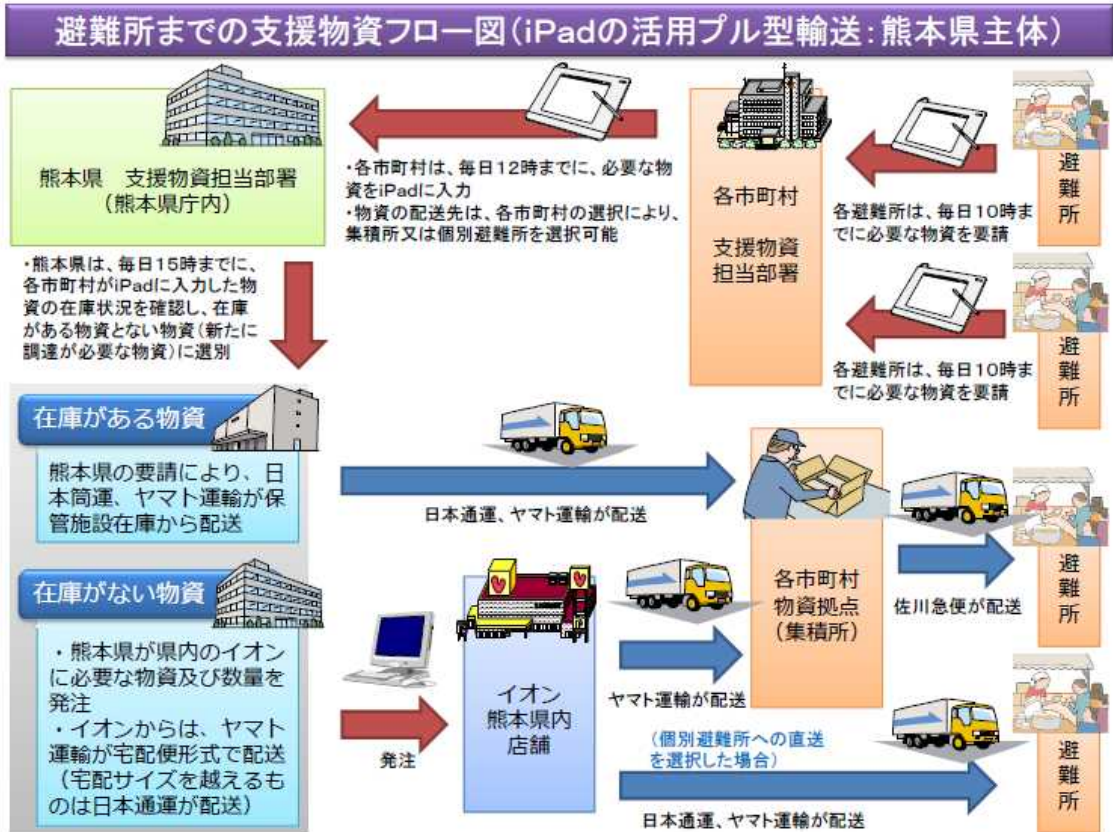 避難所までの支援物資フロー図(iPadの活用プル型輸送:熊本県主体)
熊本県 支援物資担当部署
(熊本県庁内)
・各市町村は、毎日12時までに、必要な物
資をiPadに入力
・物資の配送先は、各市町村の選択により、
集積所又は個別避難所を選択可能
各市町村
支援物資
担当部署
各避難所は、毎日10時ま
でに必要な物資を要請
避難所
各避難所は、毎日10時ま
でに必要な物資を要請
避難所
・熊本県は、毎日15時までに、
各市町村がiPadに入力した物
資の在庫状況を確認し、在庫
がある物資とない物資(新たに
調達が必要な物資)に選別
在庫がある物資
熊本県の要請により、日
本筒運、ヤマト運輸が保
管施設在庫から配送
日本通運、ヤマト運輸が配送
各市町村
物資拠点
(集積所)
佐川急便が配送
避難所
在庫がない物資
・熊本県が県内のイオン
に必要な物資及び数量を
発注
・イオンからは、ヤマト
運輸が宅配便形式で配送
(宅配サイズを越えるも
のは日本通運が配送)
発注
イオン
熊本県内
店舗
ヤマト運輸が配送
(個別避難所への直送
を選択した場合)
日本通運、ヤマト運輸が配送
避難所